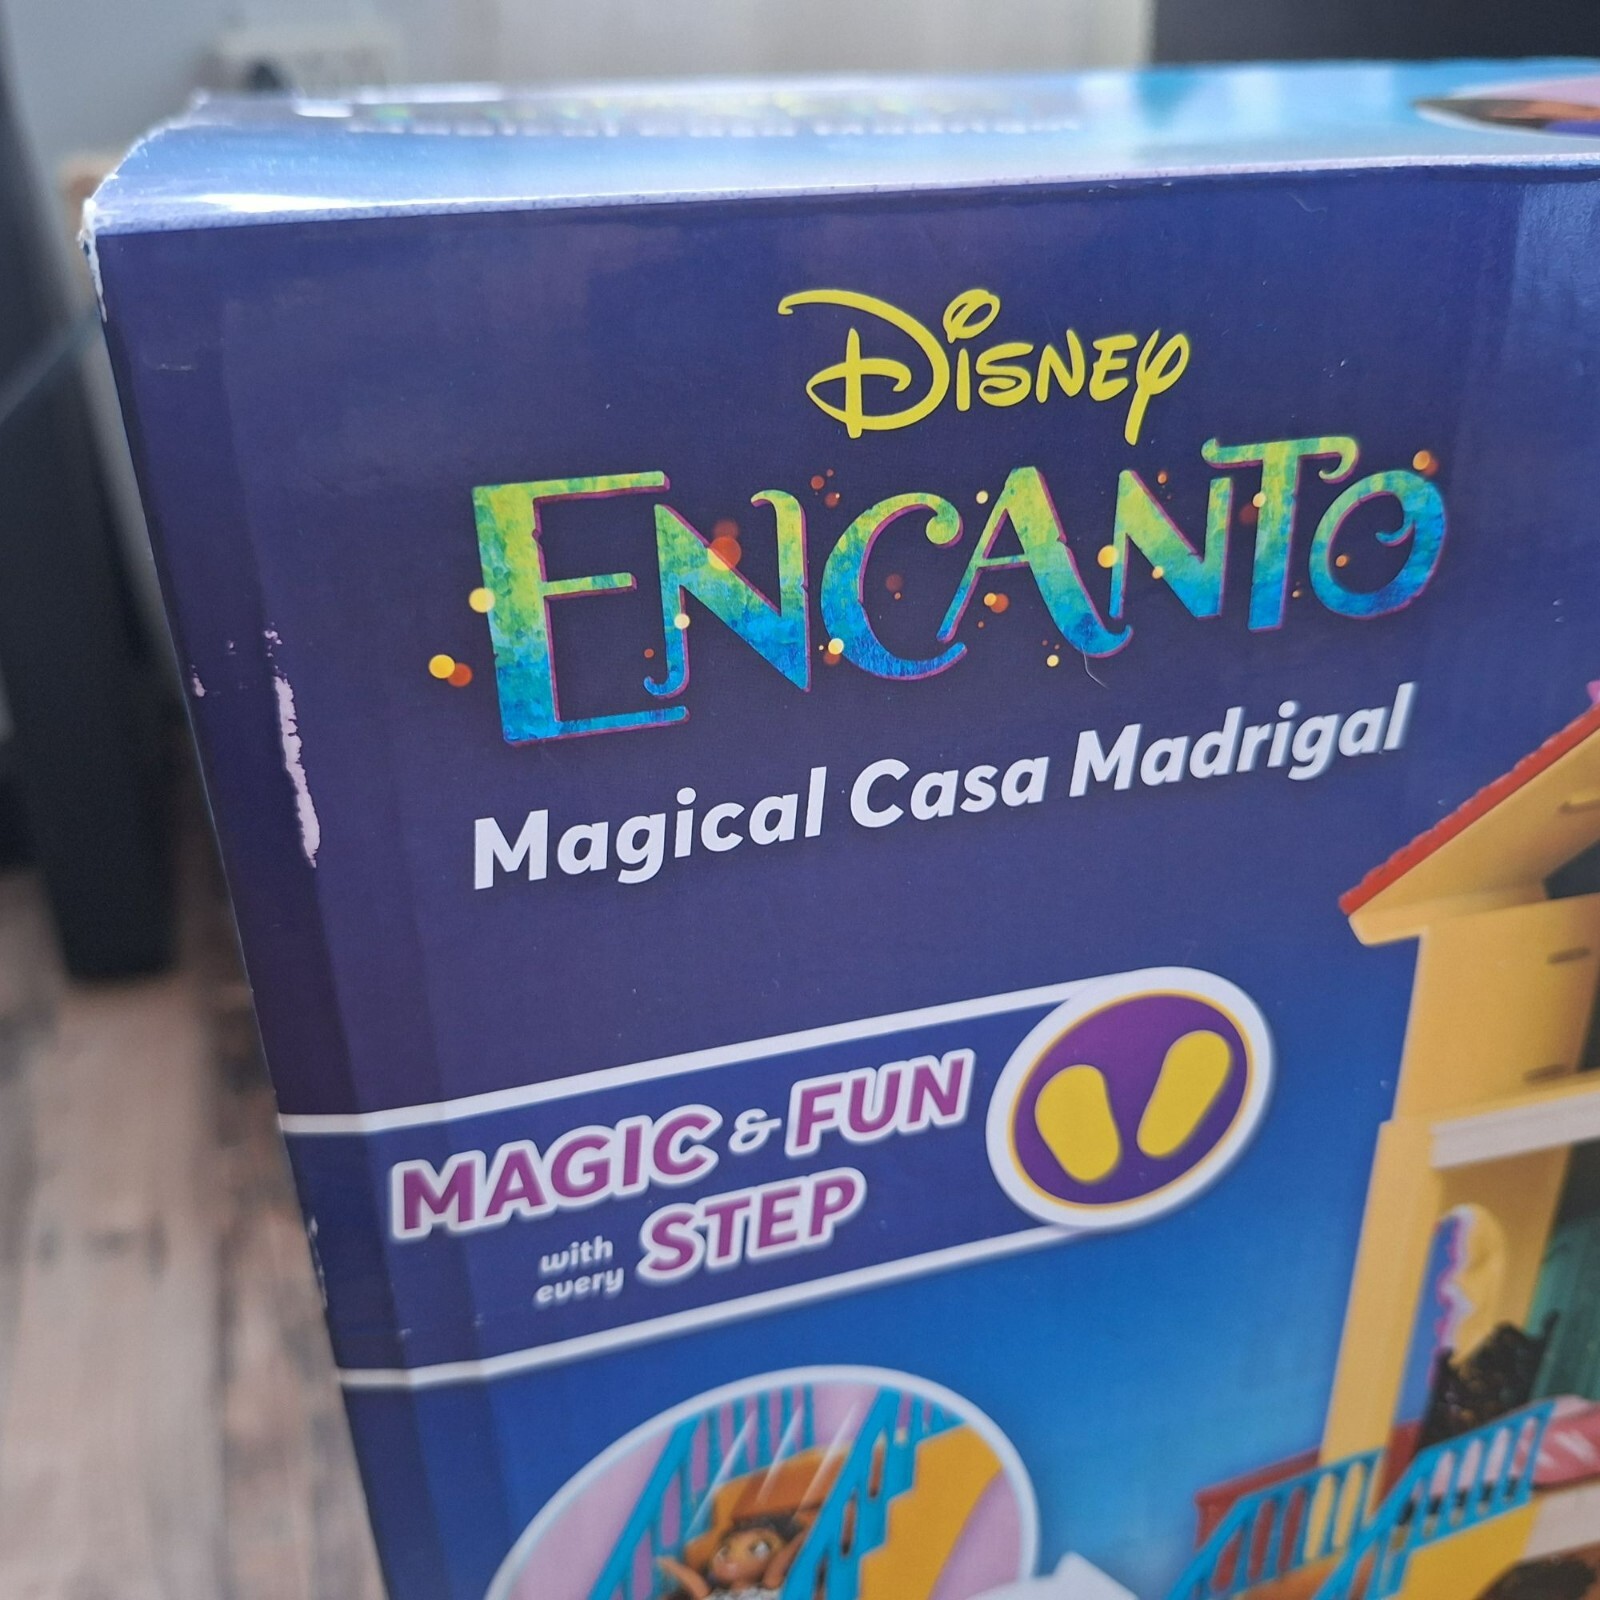 Disney
ENCANTO
Magical Casa Madrigal
MAGIC & FUN
with every STEP